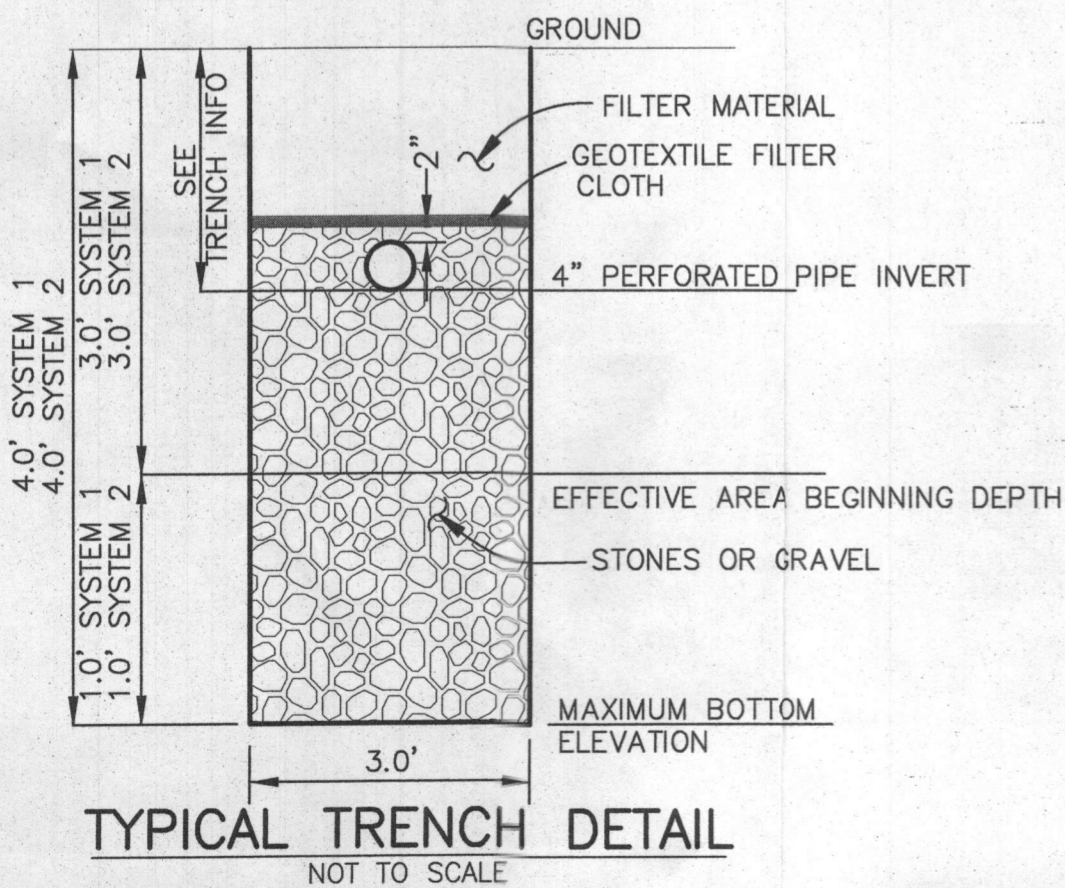 GROUND
FILTER MATERIAL
2"
GEOTEXTILE FILTER
CLOTH
SEE
TRENCH INFO
4" PERFORATED PIPE INVERT
3.0' SYSTEM 1
3.0' SYSTEM 2
4.0' SYSTEM 1
4.0' SYSTEM 2
EFFECTIVE AREA BEGINNING DEPTH
1.0' SYSTEM 1
1.0' SYSTEM 2
STONES OR GRAVEL
MAXIMUM BOTTOM
ELEVATION
3.0'
TYPICAL TRENCH DETAIL
NOT TO SCALE